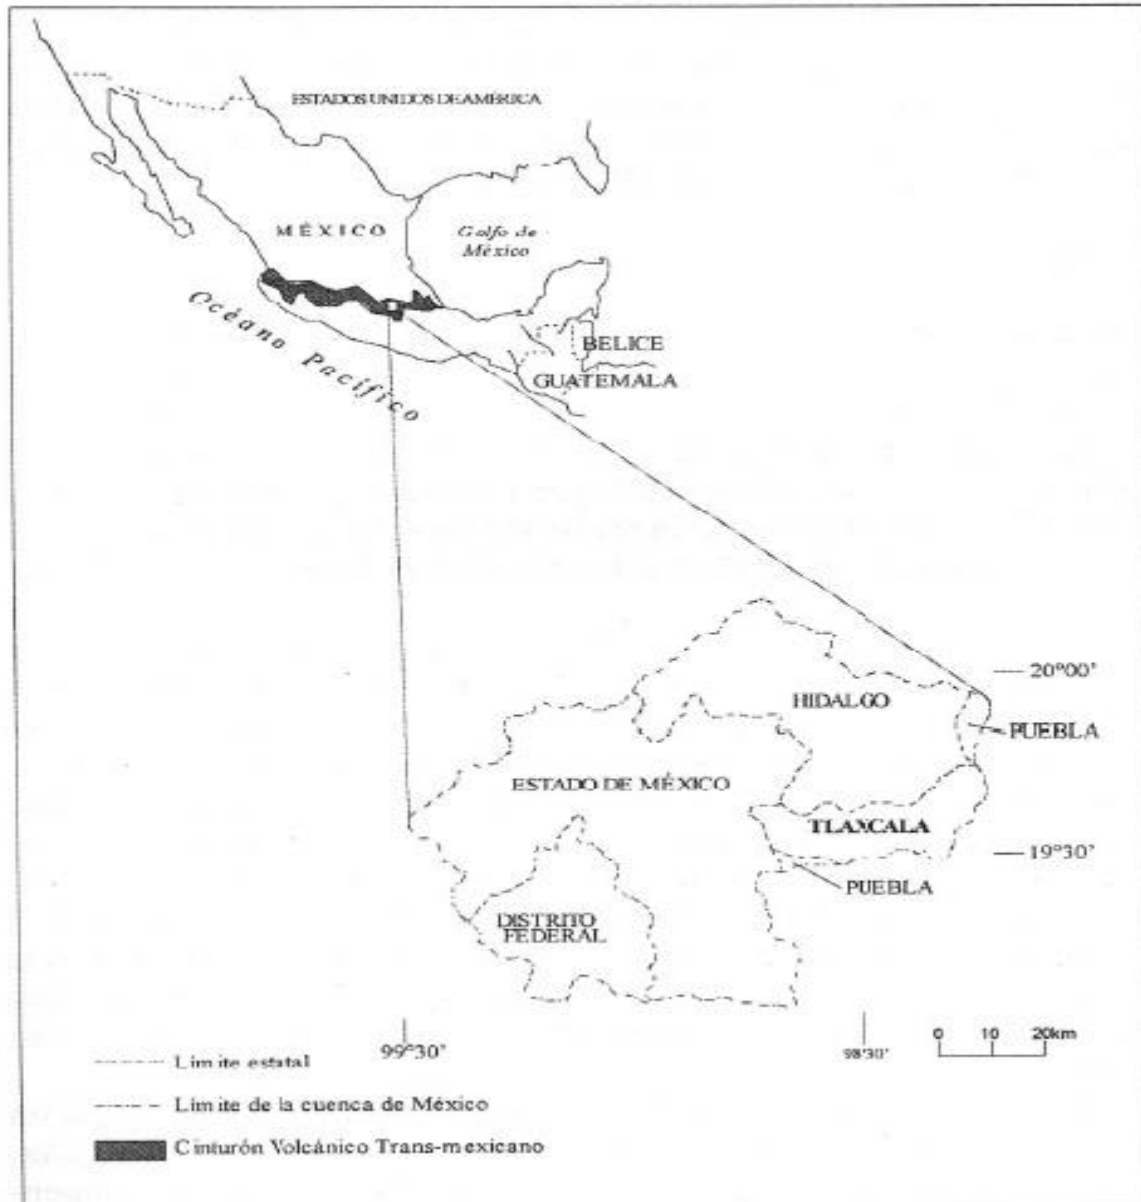 ESTADOS UNIDOS DE AMÉRICA
MÉXICO
Golfo de
México
Océano Pacífico
BELICE
GUATEMALA
20°00'
HIDALGO
PUEBLA
ESTADO DE MÉXICO
TLAXCALA
19°30'
PUEBLA
DISTRITO
FEDERAL
99°30'
98°30'
0 10 20km
Límite estatal
Límite de la cuenca de México
Cinturón Volcánico Trans-mexicano